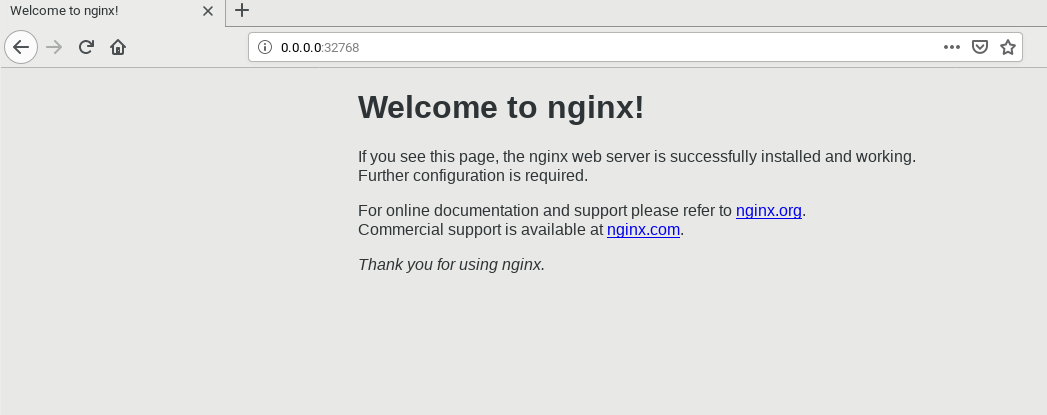 Welcome to nginx!
0.0.0.0:32768
Welcome to nginx!
If you see this page, the nginx web server is successfully installed and working.
Further configuration is required.
For online documentation and support please refer to nginx.org.
Commercial support is available at nginx.com.
Thank you for using nginx.